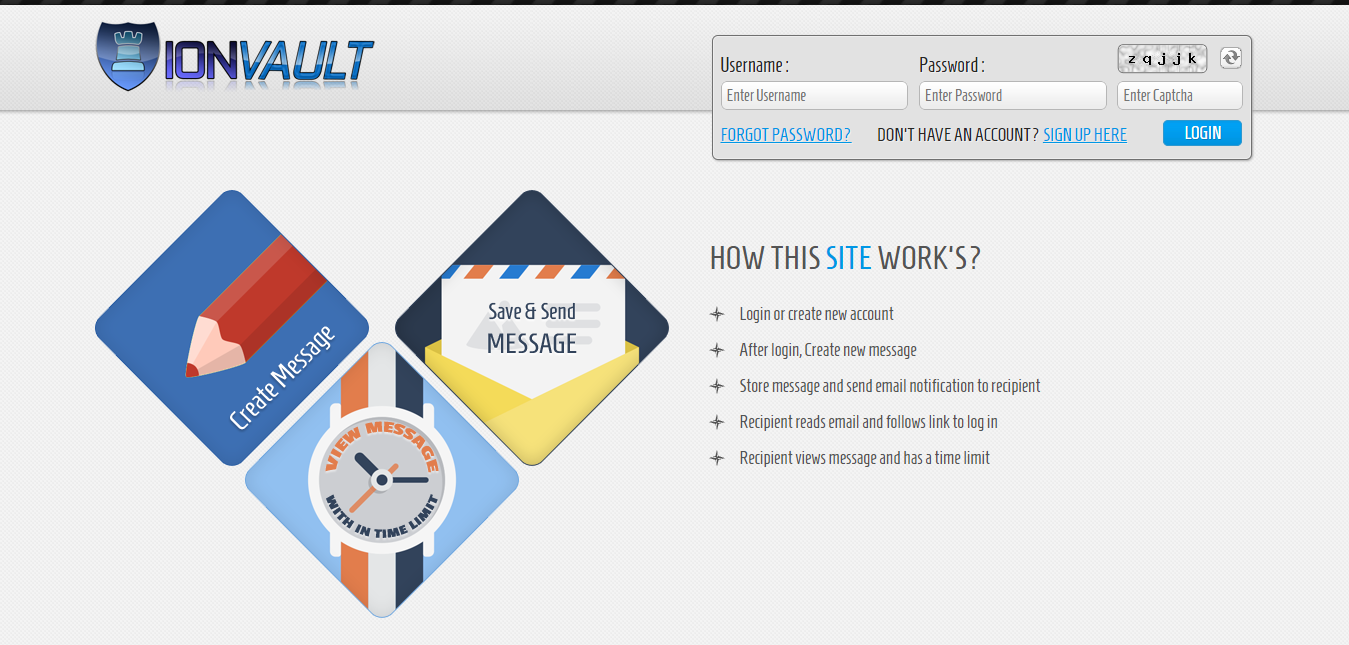 IONVAULT
Username :
Password :
z q j j k
Enter Username
Enter Password
Enter Captcha
FORGOT PASSWORD?
DON'T HAVE AN ACCOUNT? SIGN UP HERE
LOGIN
Create Message
Save & Send
MESSAGE
VIEW MESSAGE
WITH IN TIME LIMIT
HOW THIS SITE WORK'S?
Login or create new account
After login, Create new message
Store message and send email notification to recipient
Recipient reads email and follows link to log in
Recipient views message and has a time limit